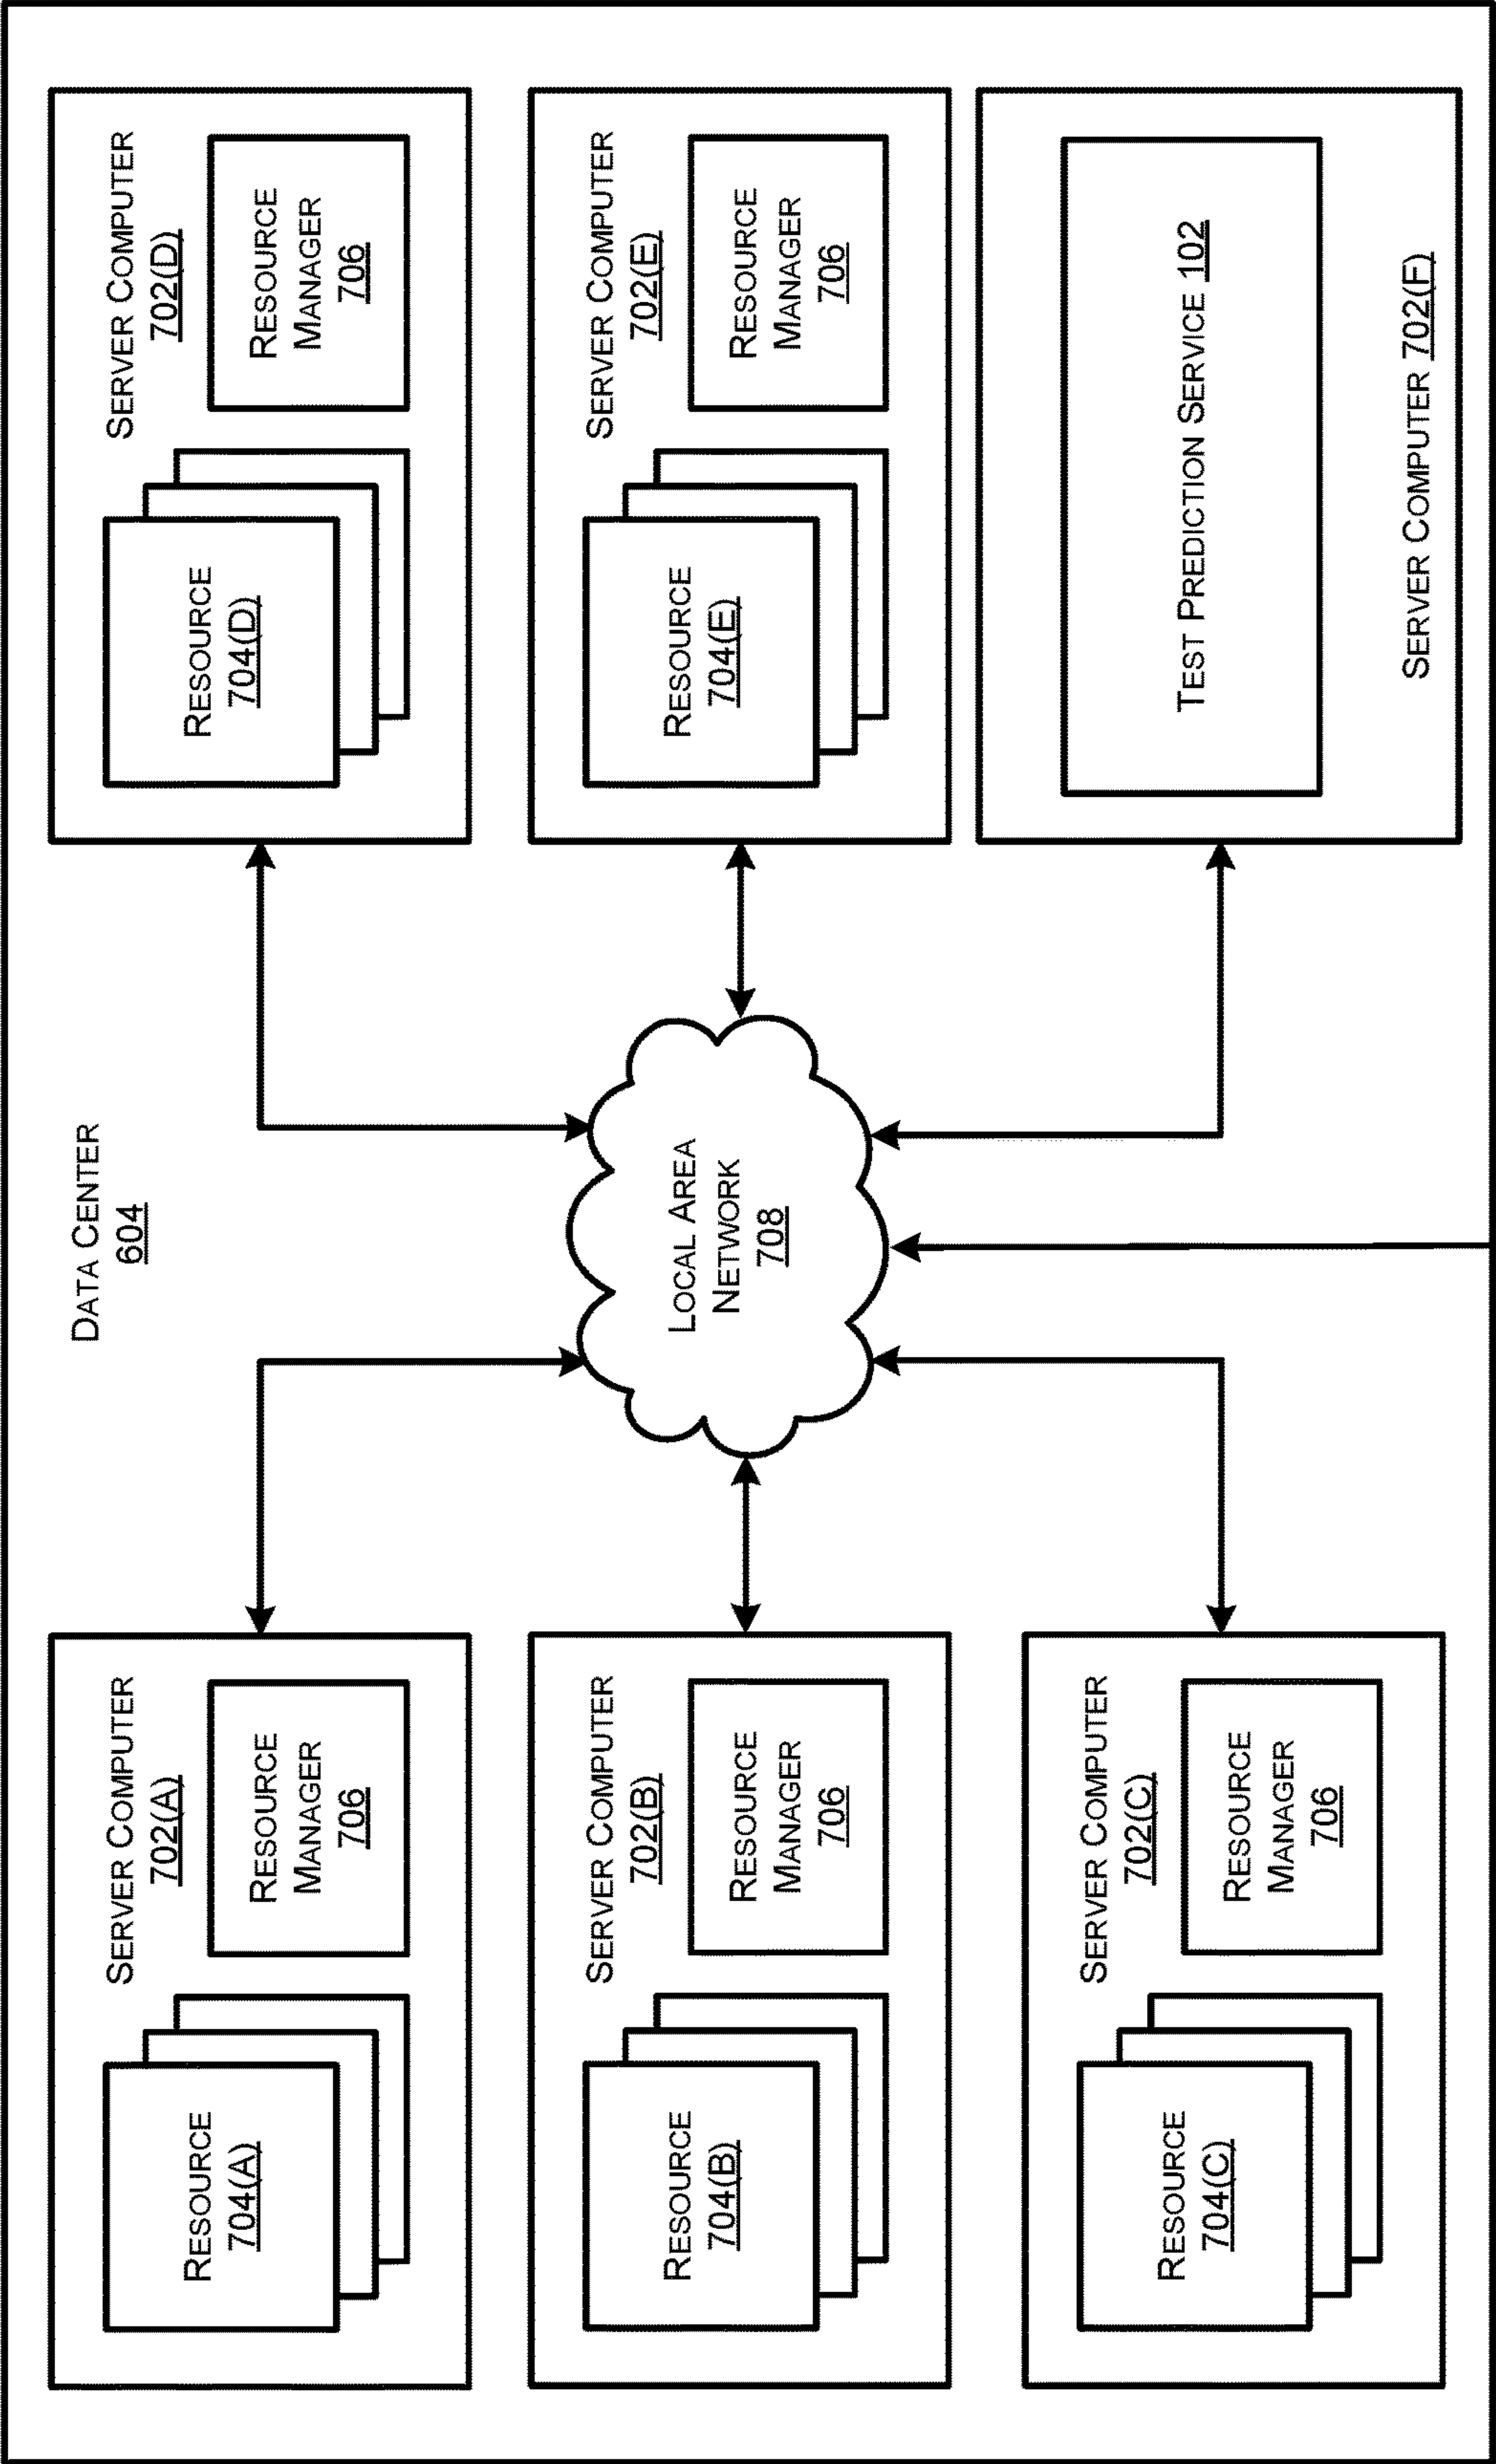 DATA CENTER
604
SERVER COMPUTER
702(A)
RESOURCE
704(A)
RESOURCE
MANAGER
706
SERVER COMPUTER
702(B)
RESOURCE
704(B)
RESOURCE
MANAGER
706
SERVER COMPUTER
702(C)
RESOURCE
704(C)
RESOURCE
MANAGER
706
LOCAL AREA
NETWORK
708
SERVER COMPUTER
702(D)
RESOURCE
704(D)
RESOURCE
MANAGER
706
SERVER COMPUTER
702(E)
RESOURCE
704(E)
RESOURCE
MANAGER
706
TEST PREDICTION SERVICE 102
SERVER COMPUTER 702(F)